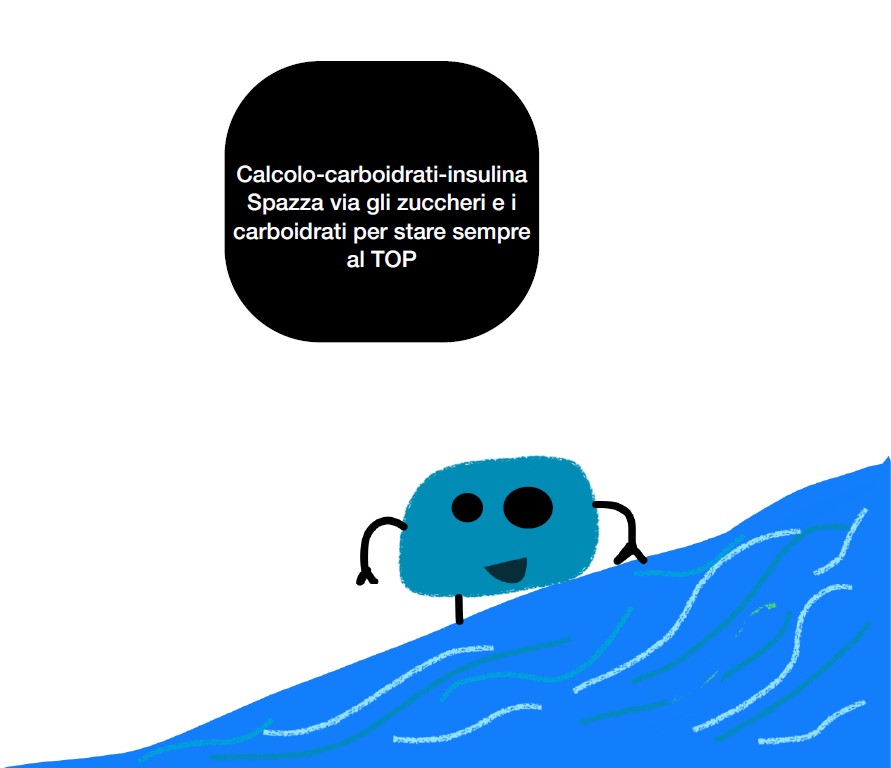 Calcolo-carboidrati-insulina
Spazza via gli zuccheri e i
carboidrati per stare sempre
al TOP